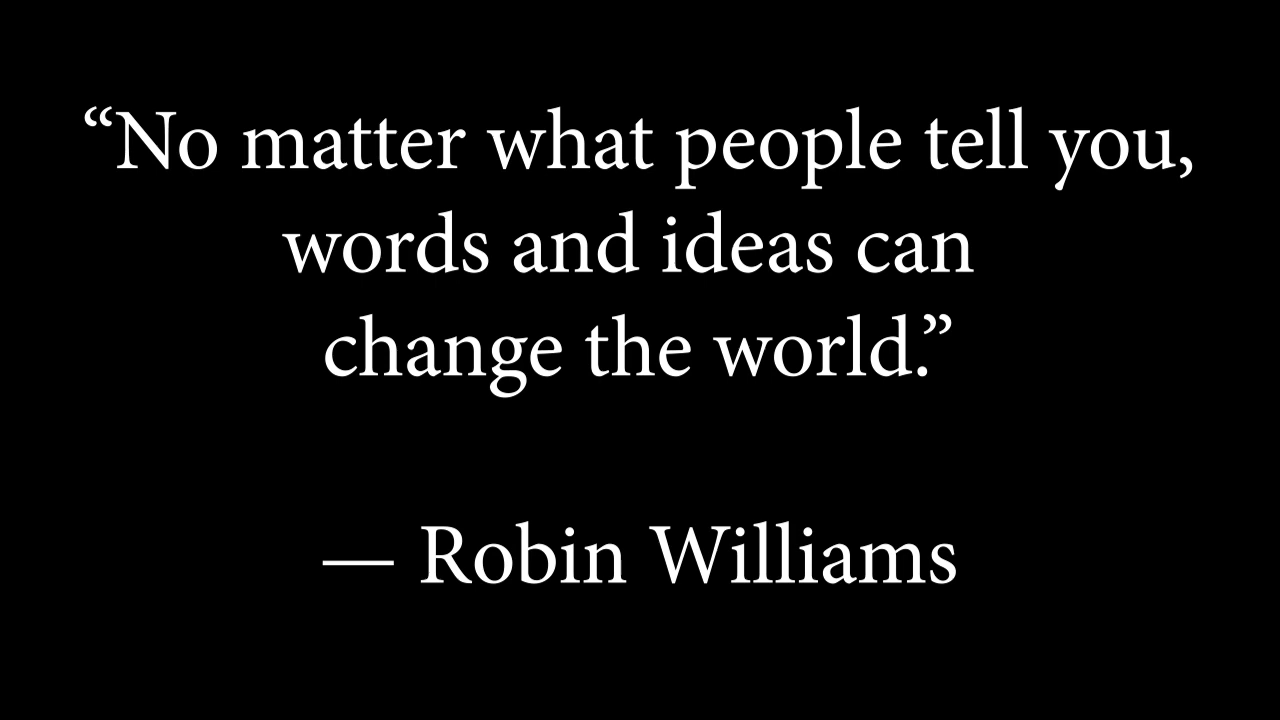 “No matter what people tell you,
words and ideas can
change the world.”
— Robin Williams